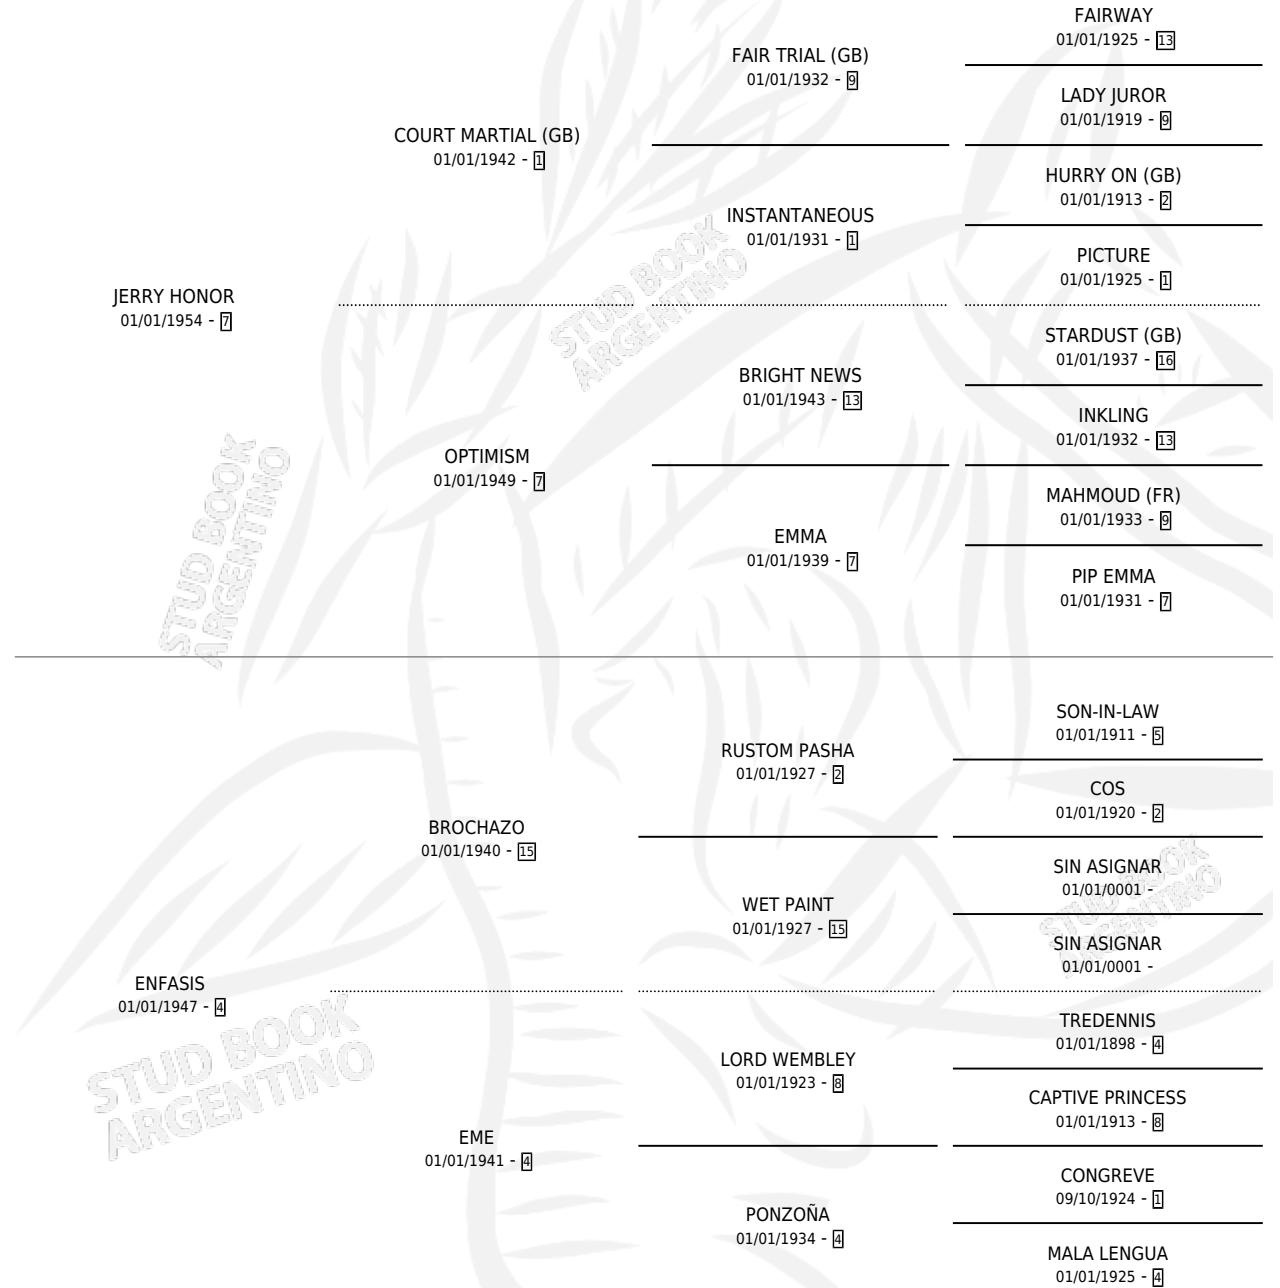 FAIRWAY
01/01/1925 - 13
FAIR TRIAL (GB)
01/01/1932 - 9
LADY JUROR
01/01/1919 - 9
COURT MARTIAL (GB)
01/01/1942 - 1
HURRY ON (GB)
01/01/1913 - 2
INSTANTANEOUS
01/01/1931 - 1
PICTURE
01/01/1925 - 1
JERRY HONOR
01/01/1954 - 7
STUD BOOK
ARGENTINO
STARDUST (GB)
01/01/1937 - 16
BRIGHT NEWS
01/01/1943 - 13
INKLING
01/01/1932 - 13
OPTIMISM
01/01/1949 - 7
MAHMOUD (FR)
01/01/1933 - 9
EMMA
01/01/1939 - 7
PIP EMMA
01/01/1931 - 7
STUD BOOK
ARGENTINO
SON-IN-LAW
01/01/1911 - 5
RUSTOM PASHA
01/01/1927 - 2
COS
01/01/1920 - 2
BROCHAZO
01/01/1940 - 15
SIN ASIGNAR
01/01/0001 -
WET PAINT
01/01/1927 - 15
SIN ASIGNAR
01/01/0001 -
STUD BOOK
ARGENTINO
ENFASIS
01/01/1947 - 4
TREDENNIS
01/01/1898 - 4
LORD WEMBLEY
01/01/1923 - 8
CAPTIVE PRINCESS
01/01/1913 - 8
STUD BOOK
ARGENTINO
EME
01/01/1941 - 4
CONGREVE
09/10/1924 - 1
PONZOÑA
01/01/1934 - 4
MALA LENGUA
01/01/1925 - 4